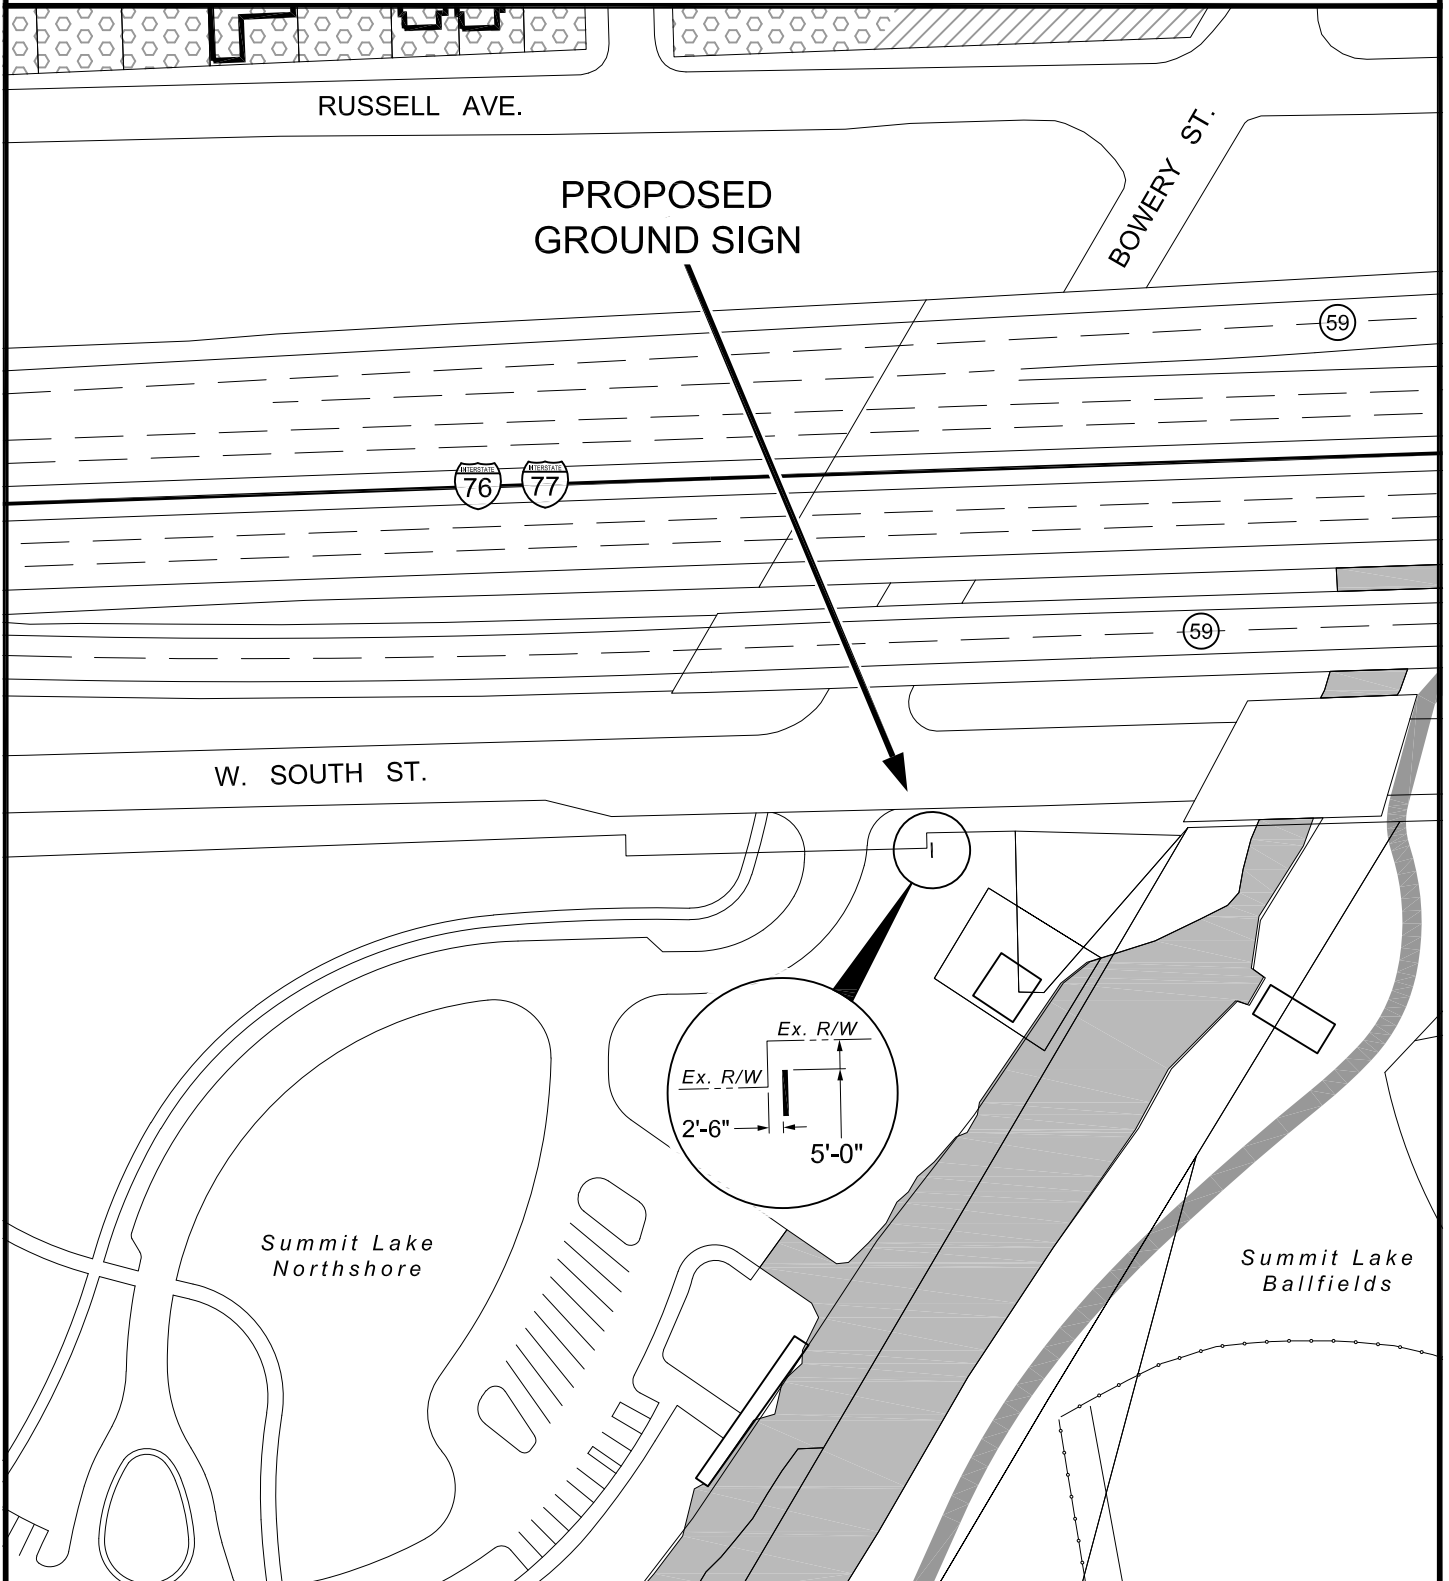 RUSSELL AVE.
BOWERY ST.
PROPOSED
GROUND SIGN
59
INTERSTATE
76
INTERSTATE
77
59
W. SOUTH ST.
Ex. R/W
Ex. R/W
2'-6"
5'-0"
Summit Lake
Northshore
Summit Lake
Ballfields